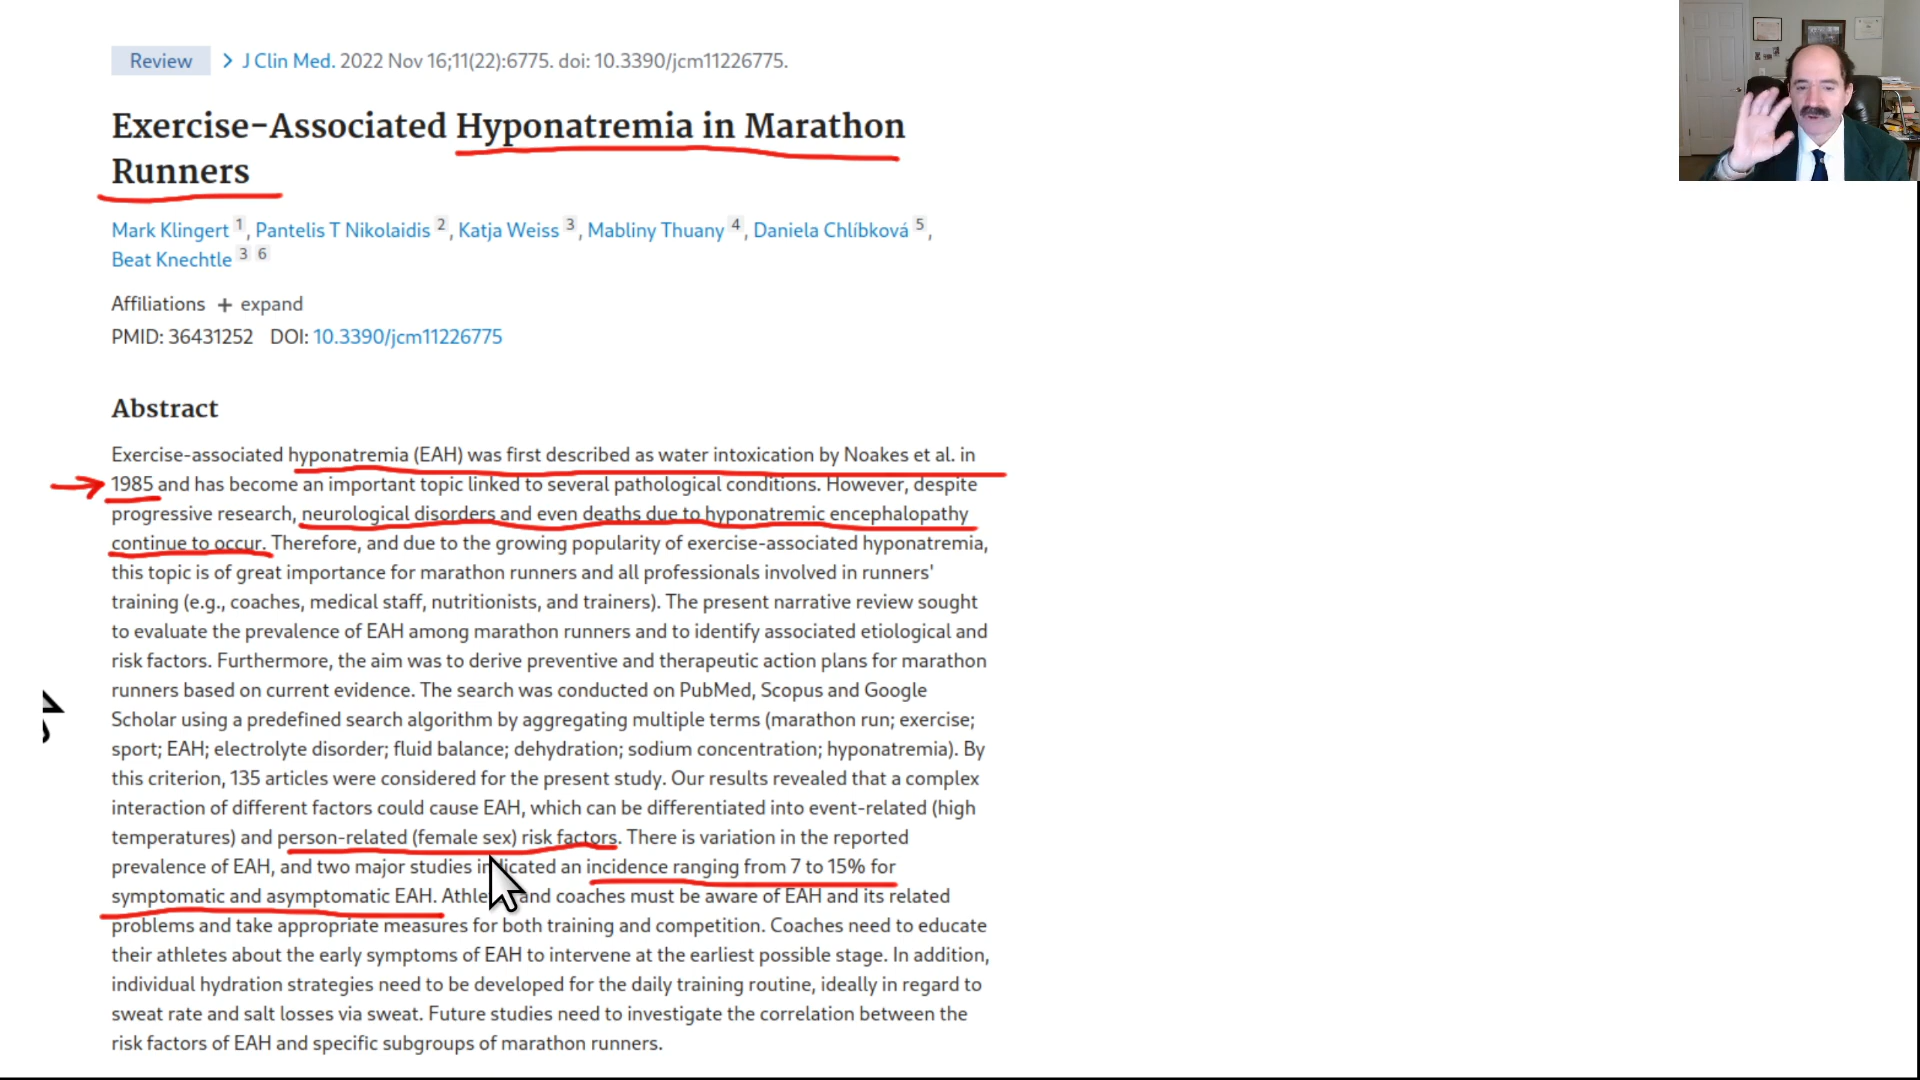 Review > J Clin Med. 2022 Nov 16;11(22):6775. doi: 10.3390/jcm11226775.
Exercise-Associated Hyponatremia in Marathon
Runners
Mark Klingert 1, Pantelis T Nikolaidis 2, Katja Weiss 3, Mabliny Thuany 4, Daniela Chlíbková 5,
Beat Knechtle 3 6
Affiliations + expand
PMID: 36431252 DOI: 10.3390/jcm11226775
Abstract
Exercise-associated hyponatremia (EAH) was first described as water intoxication by Noakes et al. in
1985 and has become an important topic linked to several pathological conditions. However, despite
progressive research, neurological disorders and even deaths due to hyponatremic encephalopathy
continue to occur. Therefore, and due to the growing popularity of exercise-associated hyponatremia,
this topic is of great importance for marathon runners and all professionals involved in runners'
training (e.g., coaches, medical staff, nutritionists, and trainers). The present narrative review sought
to evaluate the prevalence of EAH among marathon runners and to identify associated etiological and
risk factors. Furthermore, the aim was to derive preventive and therapeutic action plans for marathon
runners based on current evidence. The search was conducted on PubMed, Scopus and Google
Scholar using a predefined search algorithm by aggregating multiple terms (marathon run; exercise;
sport; EAH; electrolyte disorder; fluid balance; dehydration; sodium concentration; hyponatremia). By
this criterion, 135 articles were considered for the present study. Our results revealed that a complex
interaction of different factors could cause EAH, which can be differentiated into event-related (high
temperatures) and person-related (female sex) risk factors. There is variation in the reported
prevalence of EAH, and two major studies indicated an incidence ranging from 7 to 15% for
symptomatic and asymptomatic EAH. Athletes and coaches must be aware of EAH and its related
problems and take appropriate measures for both training and competition. Coaches need to educate
their athletes about the early symptoms of EAH to intervene at the earliest possible stage. In addition,
individual hydration strategies need to be developed for the daily training routine, ideally in regard to
sweat rate and salt losses via sweat. Future studies need to investigate the correlation between the
risk factors of EAH and specific subgroups of marathon runners.